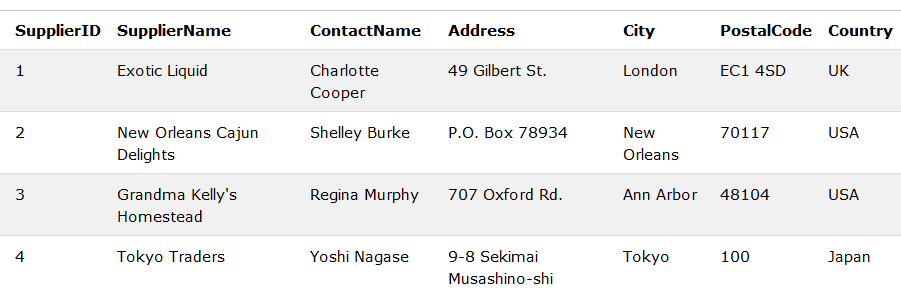 SupplierID SupplierName ContactName Address City PostalCode Country
1 Exotic Liquid Charlotte Cooper 49 Gilbert St. London EC1 4SD UK
2 New Orleans Cajun Delights Shelley Burke P.O. Box 78934 New Orleans 70117 USA
3 Grandma Kelly's Homestead Regina Murphy 707 Oxford Rd. Ann Arbor 48104 USA
4 Tokyo Traders Yoshi Nagase 9-8 Sekimai Musashino-shi Tokyo 100 Japan